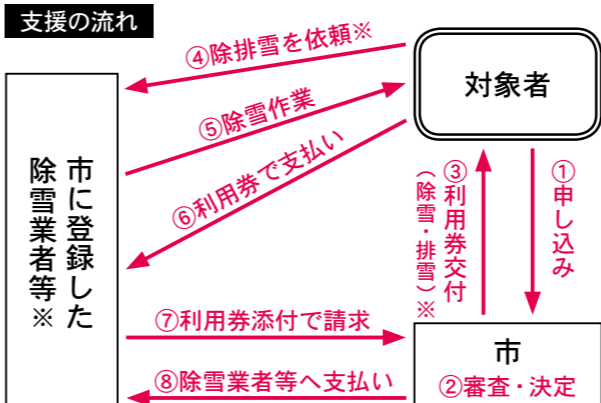 支援の流れ
④除排雪を依頼※
対象者
⑤除雪作業
⑥利用券で支払い
市に登録した
除雪業者等※
③利用券交付
（除雪・排雪）※
①申し込み
⑦利用券添付で請求
市
②審査・決定
⑧除雪業者等へ支払い